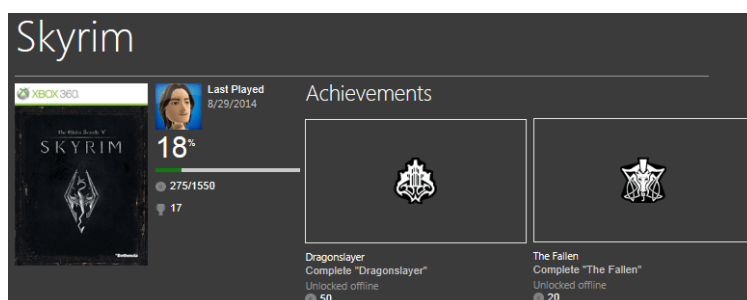 Skyrim
XBOX 360.
The Elder Scrolls V
SKYRIM
Bethesda
Last Played
8/29/2014
18%
275/1550
17
Achievements
Dragonslayer
Complete "Dragonslayer"
Unlocked offline
50
The Fallen
Complete "The Fallen"
Unlocked offline
20